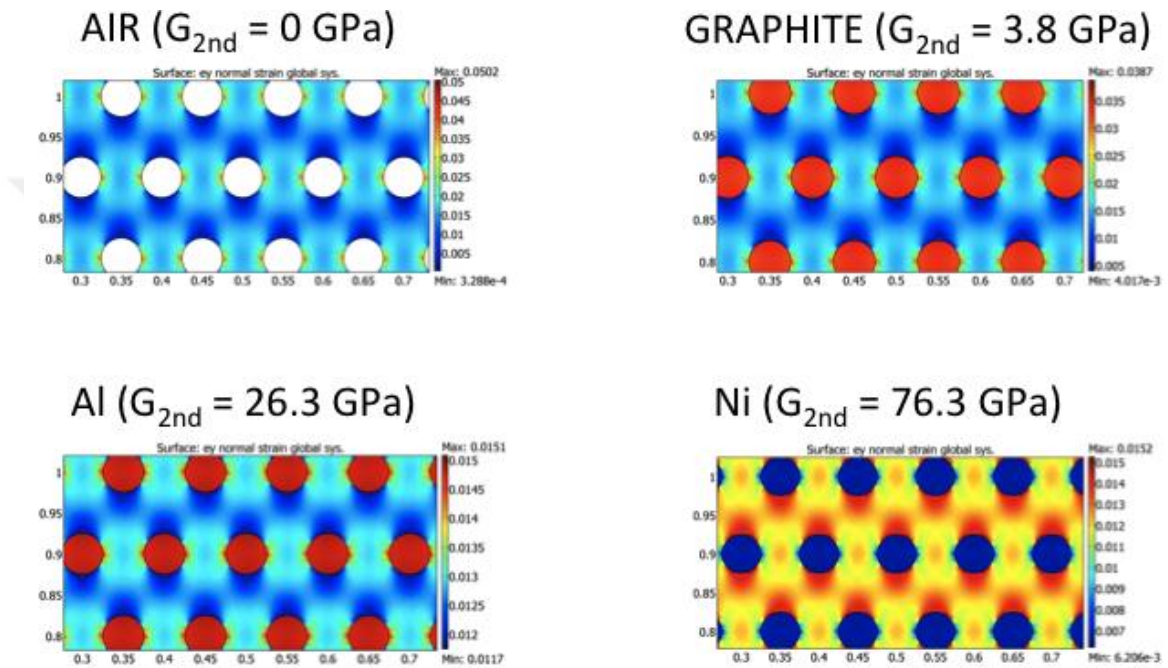 AIR (G2nd = 0 GPa)
Surface: ey normal strain global sys.
Max: 0.0502
0.05
0.045
0.04
0.035
0.03
0.025
0.02
0.015
0.01
0.005
1
0.95
0.9
0.85
0.8
0.3 0.35 0.4 0.45 0.5 0.55 0.6 0.65 0.7
Min: 3.288e-4
GRAPHITE (G2nd = 3.8 GPa)
Surface: ey normal strain global sys.
Max: 0.0387
0.035
0.03
0.025
0.02
0.015
0.01
0.005
1
0.95
0.9
0.85
0.8
0.3 0.35 0.4 0.45 0.5 0.55 0.6 0.65 0.7
Min: 4.017e-3
Al (G2nd = 26.3 GPa)
Surface: ey normal strain global sys.
Max: 0.0151
0.015
0.0145
0.014
0.0135
0.013
0.0125
0.012
1
0.95
0.9
0.85
0.8
0.3 0.35 0.4 0.45 0.5 0.55 0.6 0.65 0.7
Min: 0.0117
Ni (G2nd = 76.3 GPa)
Surface: ey normal strain global sys.
Max: 0.0152
0.015
0.014
0.013
0.012
0.011
0.01
0.009
0.008
0.007
1
0.95
0.9
0.85
0.8
0.3 0.35 0.4 0.45 0.5 0.55 0.6 0.65 0.7
Min: 6.206e-3